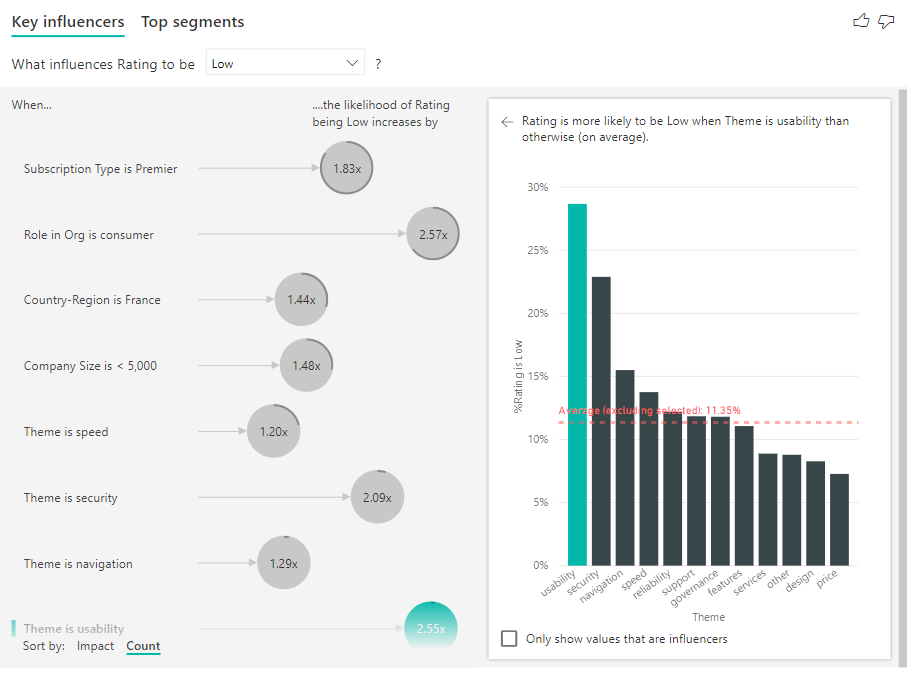 Key influencers Top segments
What influences Rating to be Low ?
When...
....the likelihood of Rating
being Low increases by
Subscription Type is Premier 1.83x
Role in Org is consumer 2.57x
Country-Region is France 1.44x
Company Size is < 5,000 1.48x
Theme is speed 1.20x
Theme is security 2.09x
Theme is navigation 1.29x
Theme is usability 2.55x
Sort by: Impact Count
Rating is more likely to be Low when Theme is usability than
otherwise (on average).
%Rating is Low
30%
25%
20%
15%
10%
5%
0%
Average (excluding selected): 11.35%
usability
security
navigation
speed
reliability
support
governance
features
services
other
design
price
Theme
Only show values that are influencers